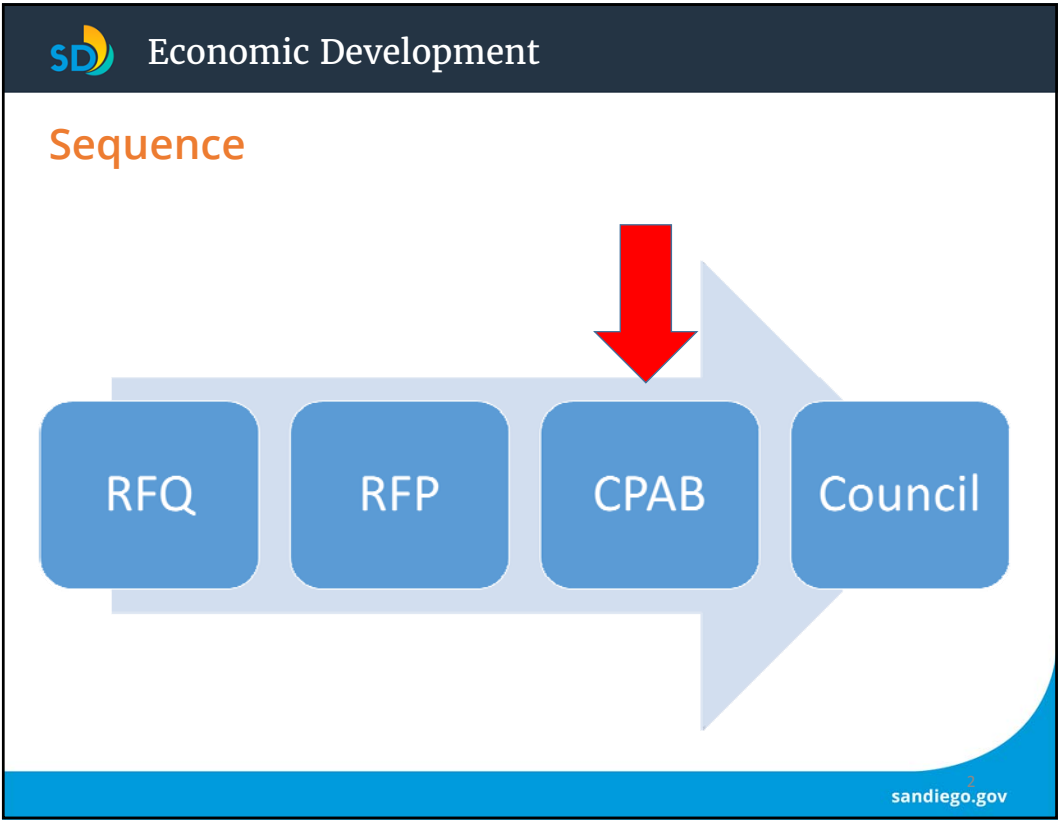 SD
Economic Development
Sequence
RFQ
RFP
CPAB
Council
2
sandiego.gov